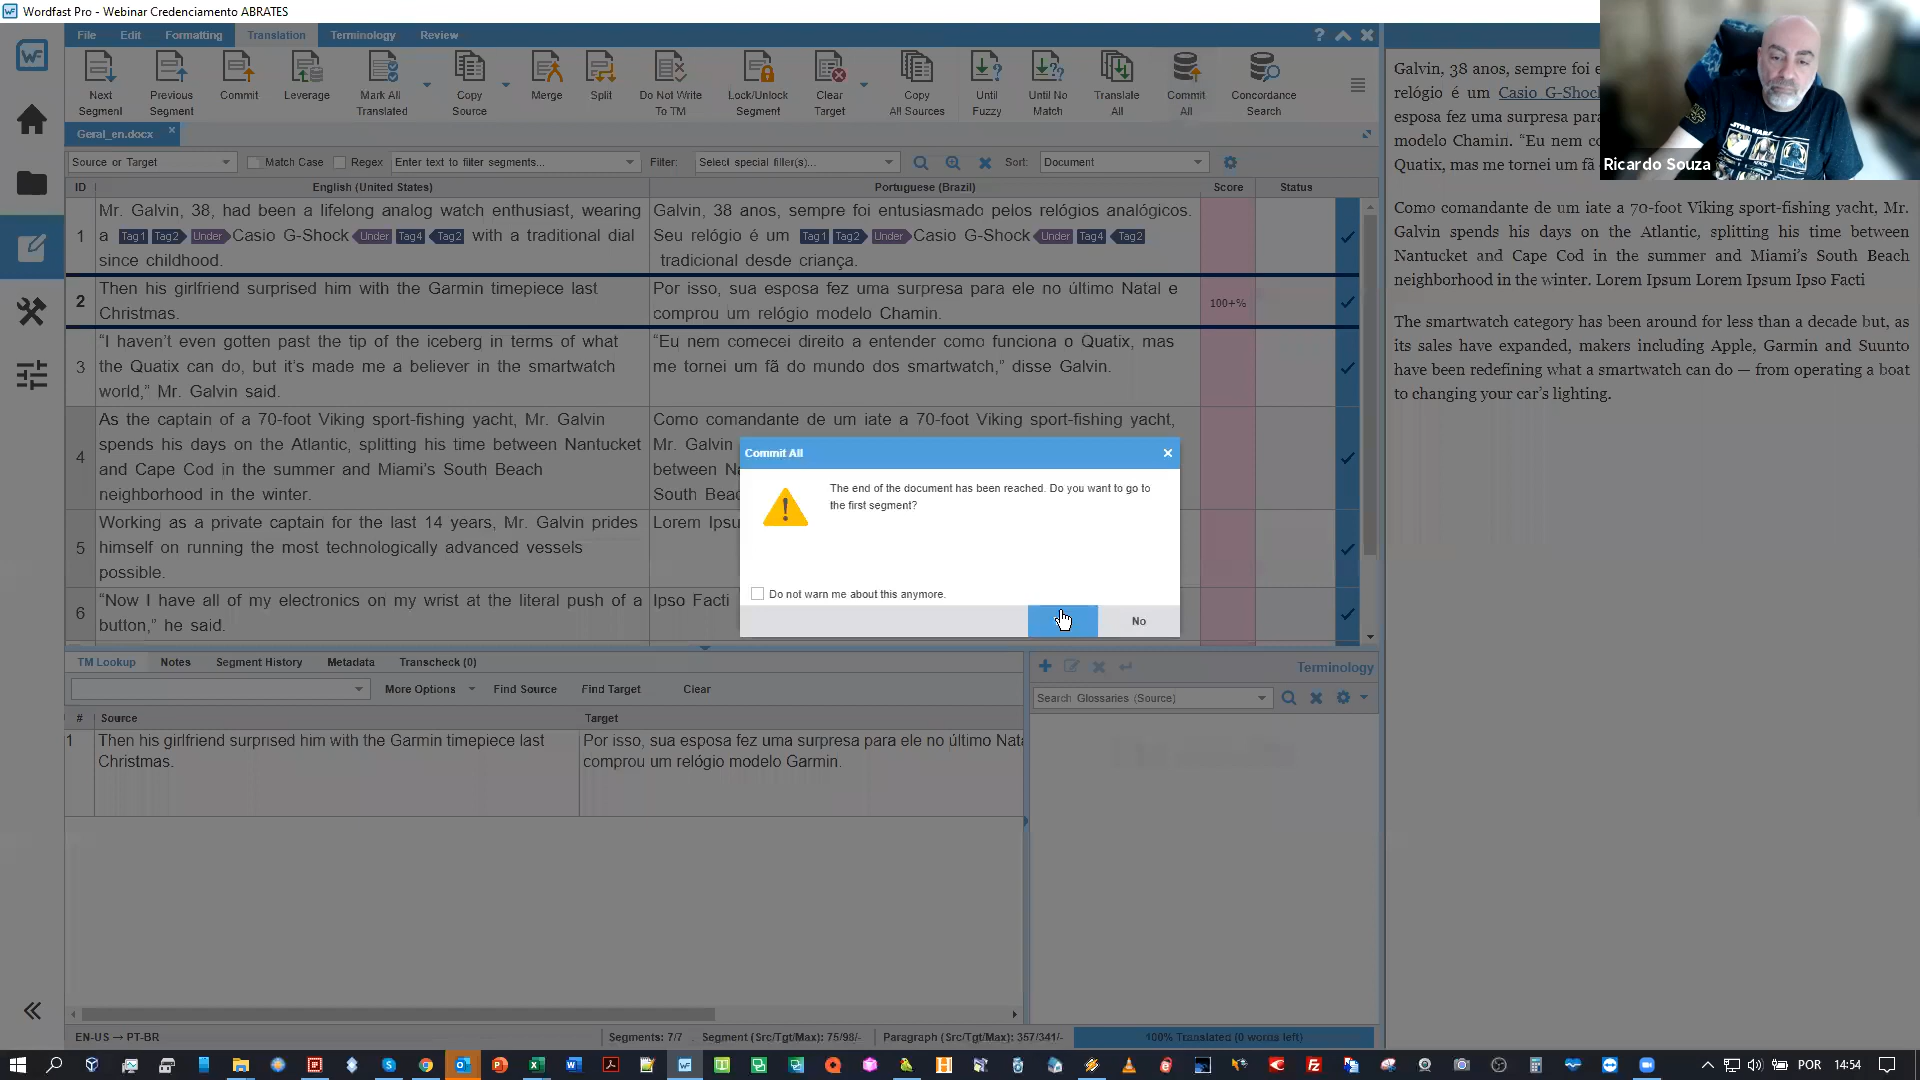 Wordfast Pro - Webinar Credenciamento ABRATES
File Edit Formatting Translation Terminology Review
Next Segment
Previous Segment
Commit
Leverage
Mark All Translated
Copy Source
Merge
Split
Do Not Write To TM
Lock/Unlock Segment
Clear Target
Copy All Sources
Until Fuzzy
Until No Match
Translate All
Commit All
Concordance Search
Geral_en.docx
Source or Target Match Case Regex Enter text to filter segments... Filter: Select special filter(s)... Sort: Document
ID English (United States) Portuguese (Brazil) Score Status
1
Mr. Galvin, 38, had been a lifelong analog watch enthusiast, wearing
a Tag1 Tag2 Under Casio G-Shock Under Tag4 Tag2 with a traditional dial
since childhood.
Galvin, 38 anos, sempre foi entusiasmado pelos relógios analógicos.
Seu relógio é um Tag1 Tag2 Under Casio G-Shock Under Tag4 Tag2
tradicional desde criança.
2
Then his girlfriend surprised him with the Garmin timepiece last
Christmas.
Por isso, sua esposa fez uma surpresa para ele no último Natal e
comprou um relógio modelo Chamin.
100+%
3
“I haven’t even gotten past the tip of the iceberg in terms of what
the Quatix can do, but it’s made me a believer in the smartwatch
world,” Mr. Galvin said.
“Eu nem comecei direito a entender como funciona o Quatix, mas
me tornei um fã do mundo dos smartwatch,” disse Galvin.
4
As the captain of a 70-foot Viking sport-fishing yacht, Mr. Galvin
spends his days on the Atlantic, splitting his time between Nantucket
and Cape Cod in the summer and Miami’s South Beach
neighborhood in the winter.
Como comandante de um iate a 70-foot Viking sport-fishing yacht,
Mr. Galvin
between
South
5
Working as a private captain for the last 14 years, Mr. Galvin prides
himself on running the most technologically advanced vessels
possible.
Lorem
6
“Now I have all of my electronics on my wrist at the literal push of a
button,” he said.
Ipso Facti
Commit All
The end of the document has been reached. Do you want to go to
the first segment?
Do not warn me about this anymore.
No
TM Lookup Notes Segment History Metadata Transcheck (0)
More Options Find Source Find Target Clear
# Source Target
1
Then his girlfriend surprised him with the Garmin timepiece last
Christmas.
Por isso, sua esposa fez uma surpresa para ele no último
comprou um relógio modelo Garmin.
Terminology
Search Glossaries (Source)
EN-US → PT-BR Segments: 7/7 Segment (Src/Tgt/Max): 75/98/- Paragraph (Src/Tgt/Max): 357/341/- 100% Translated (0 words left)
Galvin, 38 anos, sempre foi
relógio é um Casio G-Shock
esposa fez uma surpresa
modelo Chamin. “Eu nem
Quatix, mas me tornei um fã
Como comandante de um iate a 70-foot Viking sport-fishing yacht, Mr.
Galvin spends his days on the Atlantic, splitting his time between
Nantucket and Cape Cod in the summer and Miami’s South Beach
neighborhood in the winter. Lorem Ipsum Lorem Ipsum Ipso Facti
The smartwatch category has been around for less than a decade but, as
its sales have expanded, makers including Apple, Garmin and Suunto
have been redefining what a smartwatch can do — from operating a boat
to changing your car’s lighting.
STAR WARS
Ricardo Souza
POR 14:54